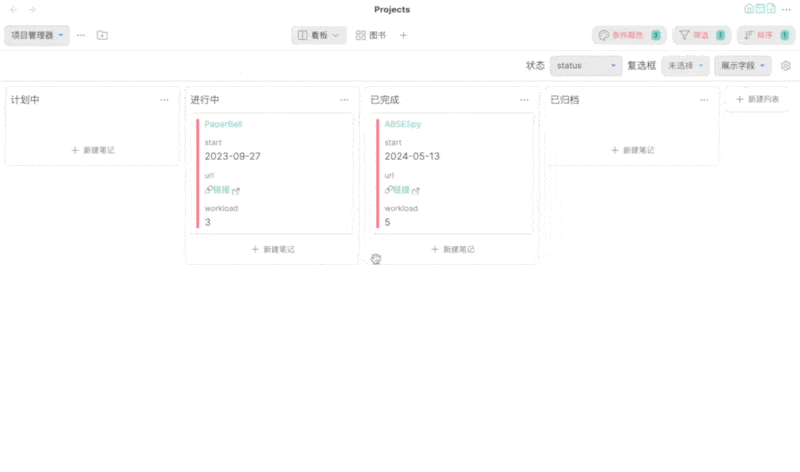 Projects
项目管理器
看板
图书
条件颜色 3
筛选 1
排序 1
状态
status
复选框
未选择
展示字段
计划中
新建笔记
进行中
PaperBell
start
2023-09-27
url
链接
workload
3
新建笔记
已完成
ABSESpy
start
2024-05-13
url
链接
workload
5
新建笔记
已归档
新建笔记
新建列表